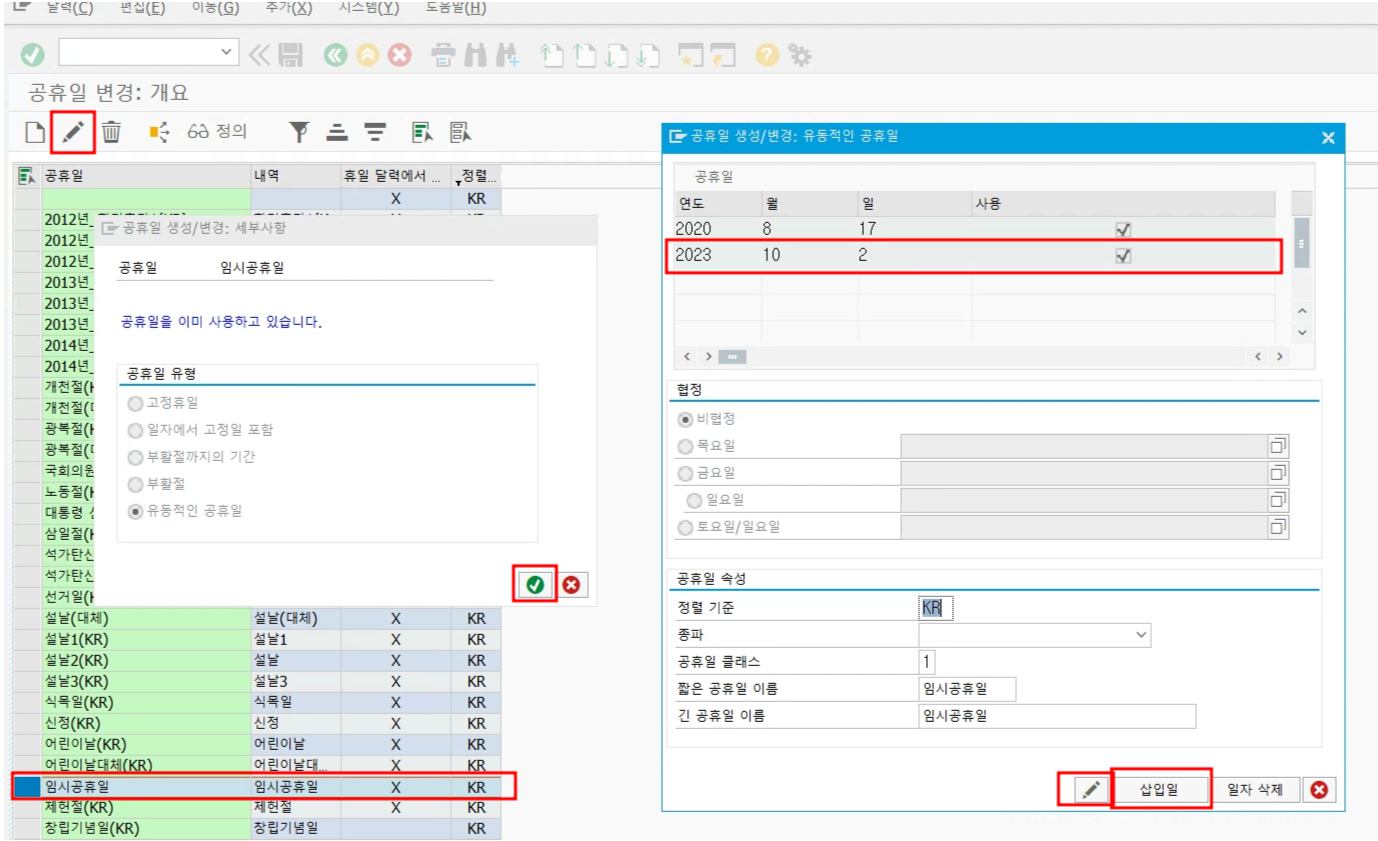 달력(C) 편집(E) 이동(G) 추가(X) 시스템(Y) 도움말(H)
공휴일 변경: 개요
정의
공휴일 내역 휴일 달력에서 ... 정렬...
X KR
2012년_
2012년_
2012년_
2013년_
2013년_
2013년_
2014년_
2014년_
개천절(
개천절(
광복절(
광복절(
국회의원
노동절(
대통령
삼일절(
석가탄신
석가탄신
선거일(
설날(대체) 설날(대체) X KR
설날1(KR) 설날1 X KR
설날2(KR) 설날 X KR
설날3(KR) 설날3 X KR
식목일(KR) 식목일 X KR
신정(KR) 신정 X KR
어린이날(KR) 어린이날 X KR
어린이날대체(KR) 어린이날대... X KR
임시공휴일 임시공휴일 X KR
제헌절(KR) 제헌절 X KR
창립기념일(KR) 창립기념일 KR
공휴일 생성/변경: 세부사항
공휴일 임시공휴일
공휴일을 이미 사용하고 있습니다.
공휴일 유형
고정휴일
일자에서 고정일 포함
부활절까지의 기간
부활절
유동적인 공휴일
공휴일 생성/변경: 유동적인 공휴일
공휴일
연도 월 일 사용
2020 8 17
2023 10 2
협정
비협정
목요일
금요일
일요일
토요일/일요일
공휴일 속성
정렬 기준 KR
종파
공휴일 클래스 1
짧은 공휴일 이름 임시공휴일
긴 공휴일 이름 임시공휴일
삽입일 일자 삭제